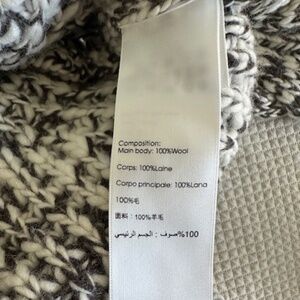 Composition:
Main body: 100%Wool
Corps: 100%Laine
Corpo principale: 100%Lana
100%毛
面料：100%羊毛
100%صوف : الجسم الرئيسي